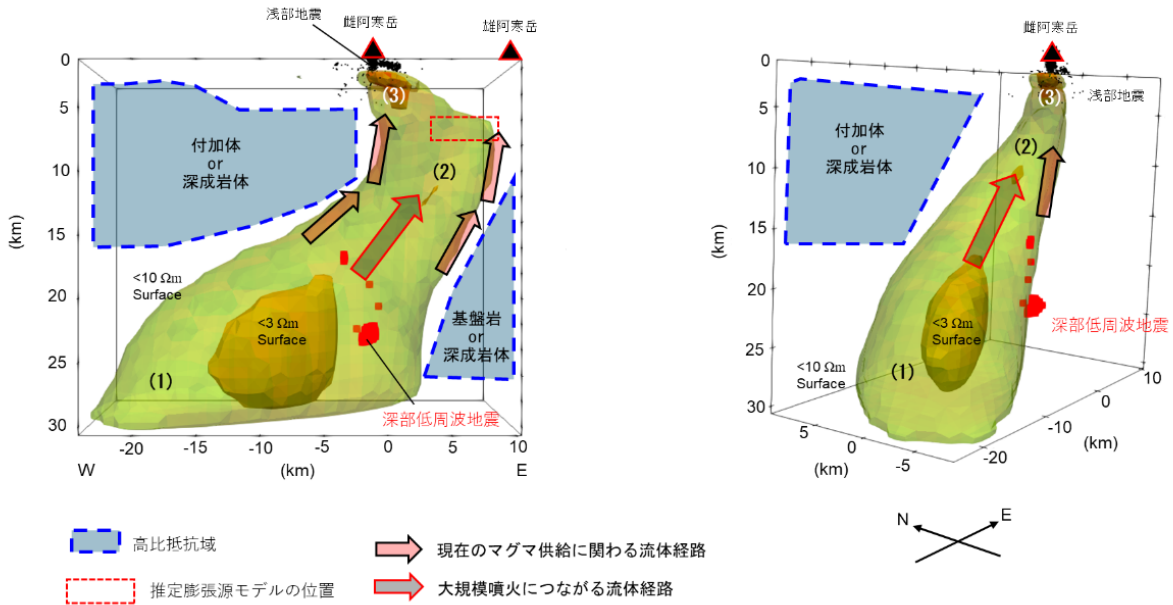 浅部地震
雌阿寒岳
雄阿寒岳
0
5
10
15
20
25
30
(km)
付加体
or
深成岩体
(3)
(2)
<10 Ωm
Surface
<3 Ωm
Surface
基盤岩
or
深成岩体
(1)
深部低周波地震
-20
-15
-10
-5
0
5
10
W
(km)
E
雌阿寒岳
浅部地震
0
5
10
15
20
25
30
(km)
付加体
or
深成岩体
(3)
(2)
<3 Ωm
Surface
深部低周波地震
<10 Ωm
Surface
(1)
5
0
-5
(km)
-20
-10
0
10
(km)
N
E
高比抵抗域
推定膨張源モデルの位置
現在のマグマ供給に関わる流体経路
大規模噴火につながる流体経路